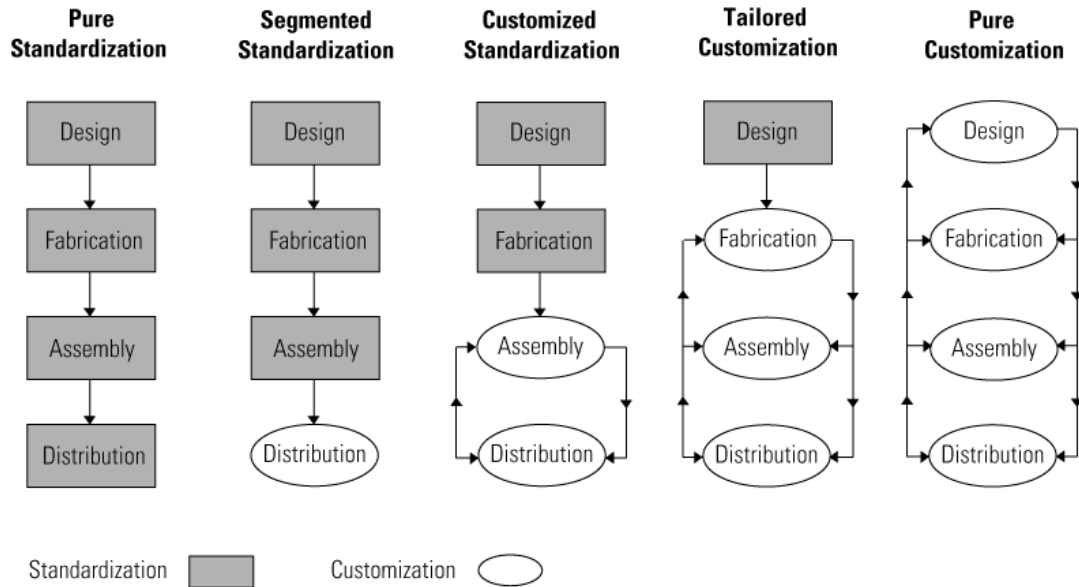 Pure
Standardization
Segmented
Standardization
Customized
Standardization
Tailored
Customization
Pure
Customization
Design
Design
Design
Design
Design
Fabrication
Fabrication
Fabrication
Fabrication
Fabrication
Assembly
Assembly
Assembly
Assembly
Assembly
Distribution
Distribution
Distribution
Distribution
Distribution
Standardization
Customization